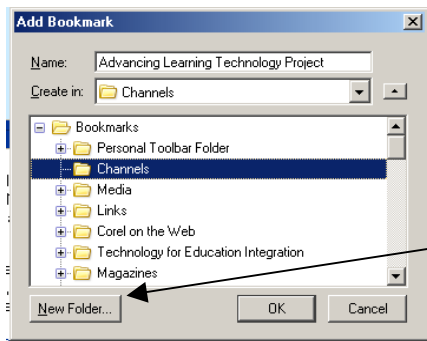 Add Bookmark
Name: Advancing Learning Technology Project
Create in: Channels
Bookmarks
Personal Toolbar Folder
Channels
Media
Links
Corel on the Web
Technology for Education Integration
Magazines
New Folder... OK Cancel